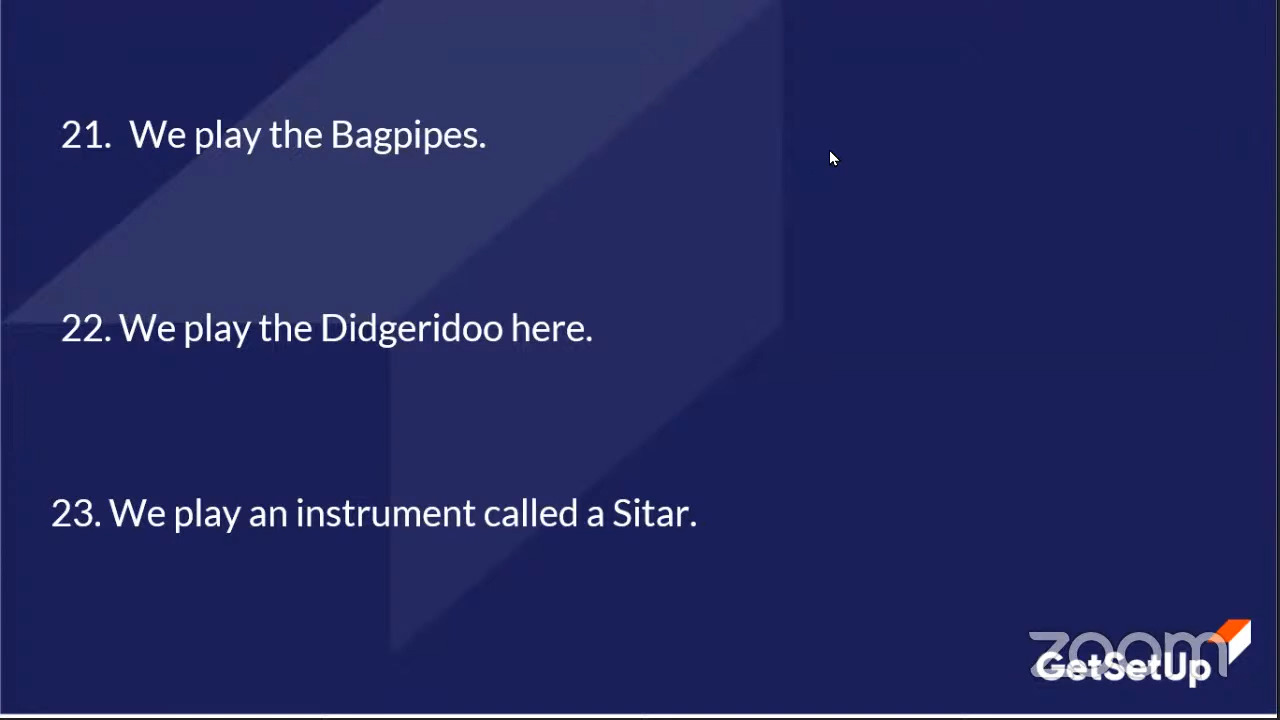 21. We play the Bagpipes.
22. We play the Didgeridoo here.
23. We play an instrument called a Sitar.
zoom
GetSetUp